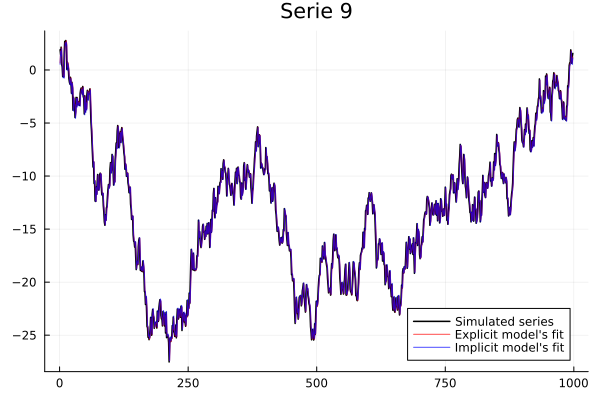 Serie 9
0
−5
−10
−15
−20
−25
0
250
500
750
1000
Simulated series
Explicit model's fit
Implicit model's fit